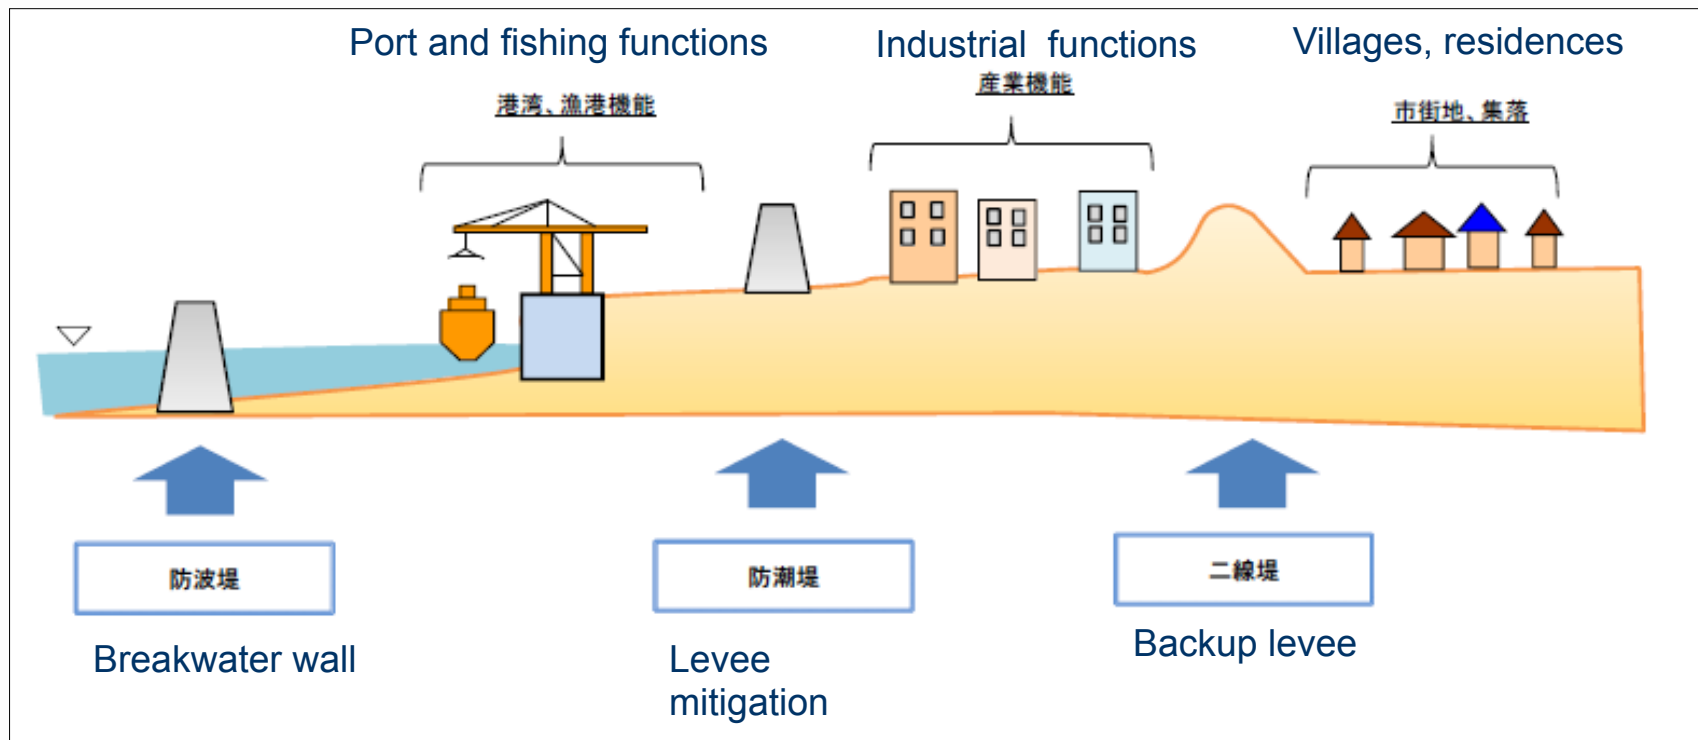 Port and fishing functions
Industrial functions
Villages, residences
港湾、漁港機能
産業機能
市街地、集落
防波堤
防潮堤
二線堤
Breakwater wall
Levee
mitigation
Backup levee